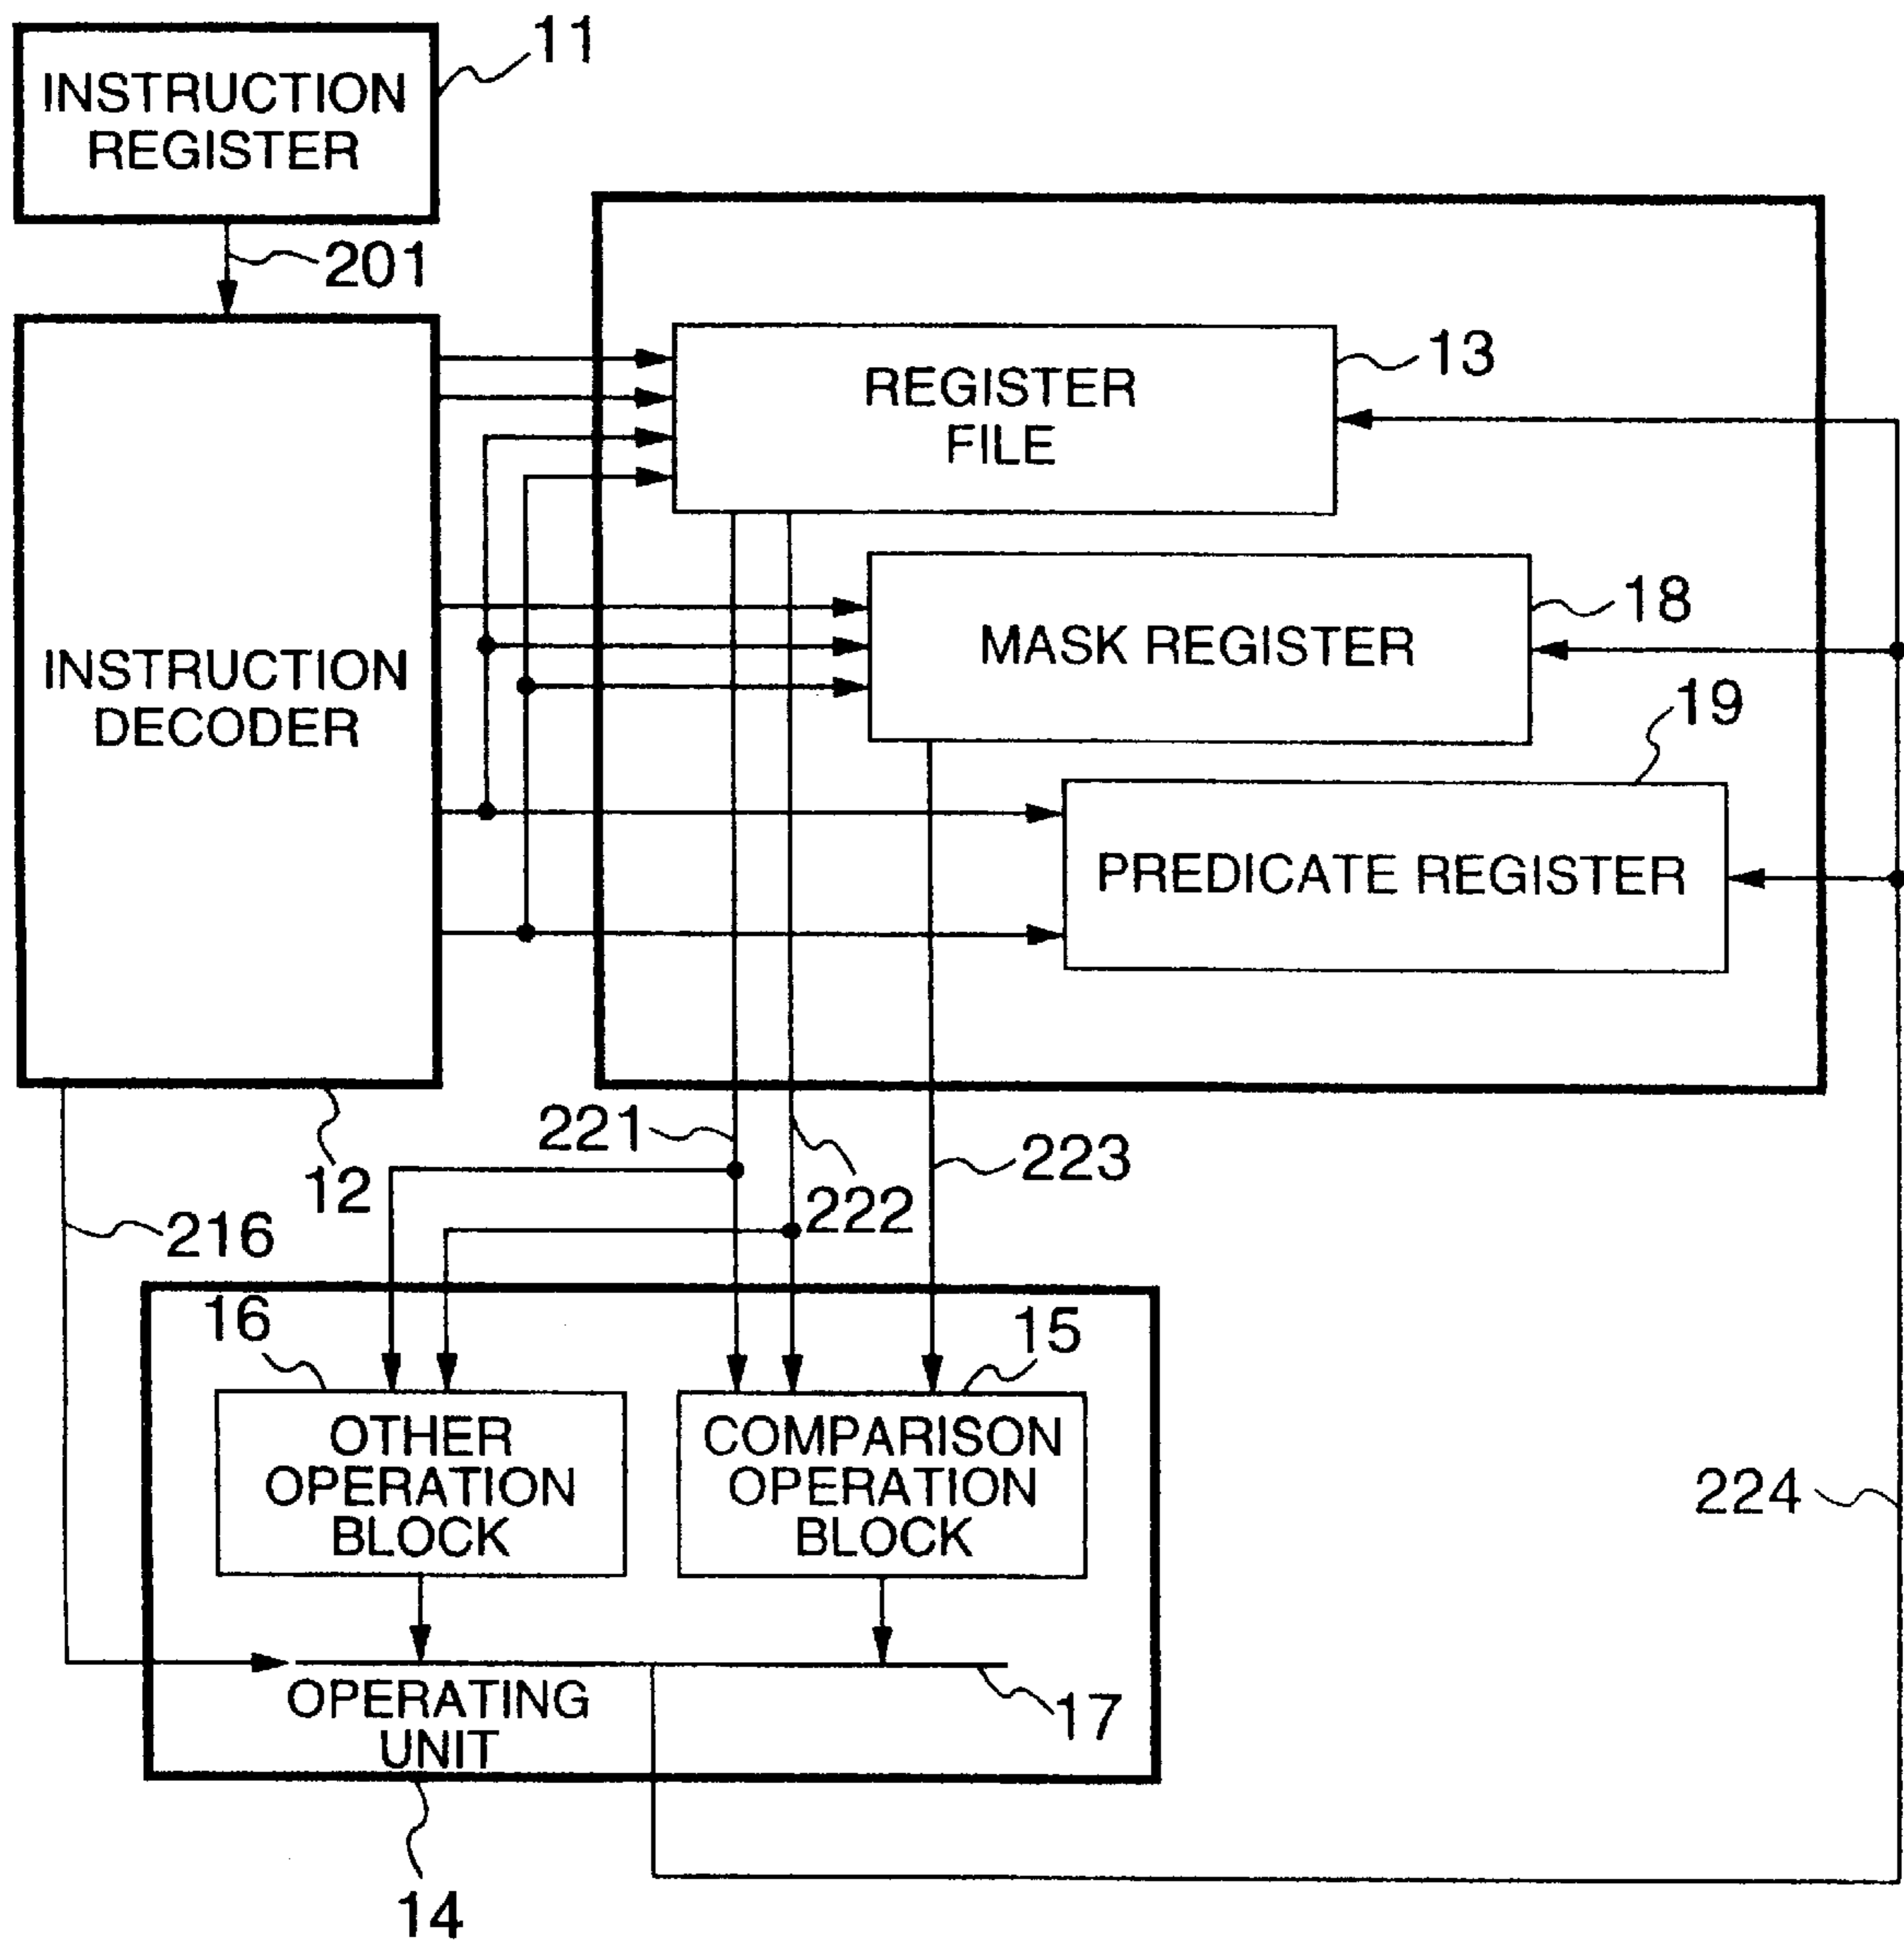 11
INSTRUCTION
REGISTER
201
13
REGISTER
FILE
18
MASK REGISTER
INSTRUCTION
DECODER
19
PREDICATE REGISTER
221
223
12
222
216
16
15
OTHER
OPERATION
BLOCK
COMPARISON
OPERATION
BLOCK
224
OPERATING
UNIT
17
14